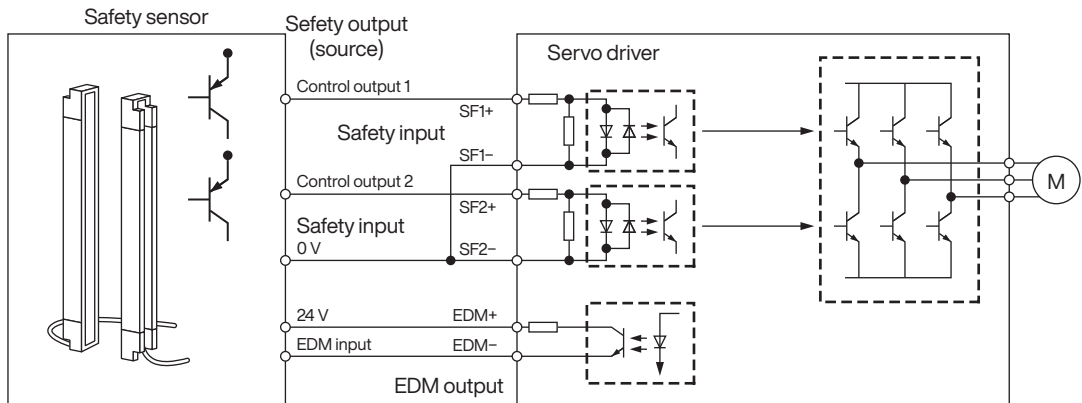 Safety sensor
Sefety output
(source)
Servo driver
Control output 1
SF1+
Safety input
SF1−
Control output 2
SF2+
Safety input
0 V
SF2−
M
24 V
EDM+
EDM input
EDM−
EDM output